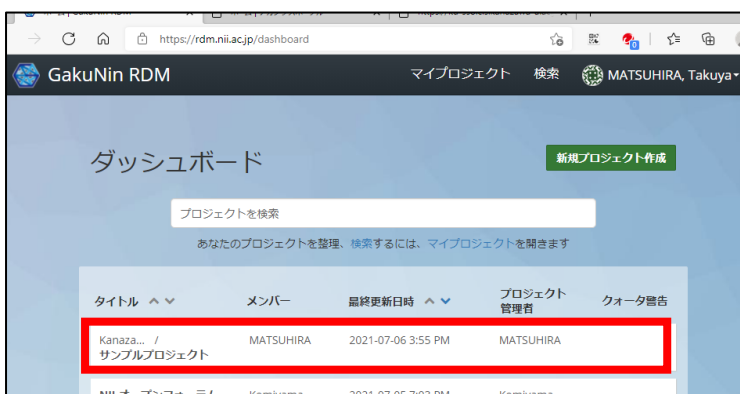 https://rdm.nii.ac.jp/dashboard
GakuNin RDM
マイプロジェクト 検索 MATSUHIRA, Takuya
ダッシュボード
新規プロジェクト作成
プロジェクトを検索
あなたのプロジェクトを整理、検索するには、マイプロジェクトを開きます
タイトル メンバー 最終更新日時 プロジェクト管理者 クォータ警告
Kanaza... / MATSUHIRA 2021-07-06 3:55 PM MATSUHIRA
サンプルプロジェクト